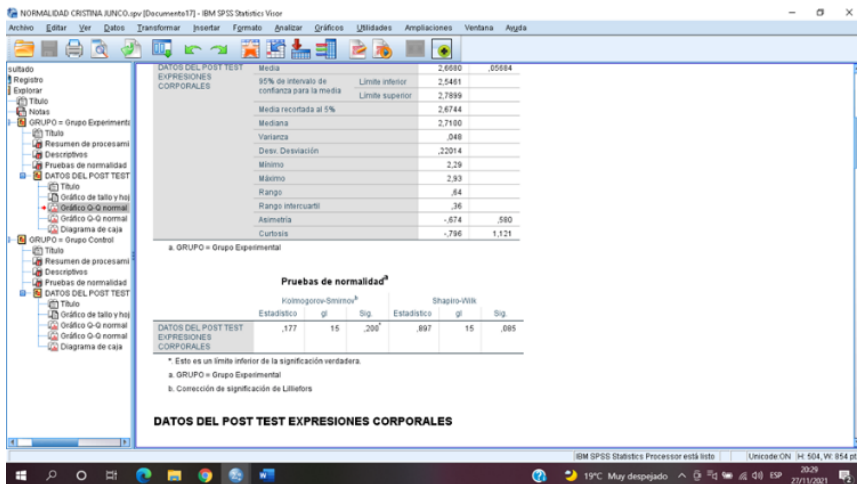 NORMALIDAD CRISTINA JUNCO.spv [Documento17] - IBM SPSS Statistics Visor
Archivo Editar Ver Datos Transformar Insertar Formato Analizar Gráficos Utilidades Ampliaciones Ventana Ayuda
sultado
Registro
Explorar
Título
Notas
GRUPO = Grupo Experimenta
Título
Resumen de procesami
Descriptivos
Pruebas de normalidad
DATOS DEL POST TEST
Título
Gráfico de tallo y hoj
Gráfico Q-Q normal
Gráfico Q-Q normal
Diagrama de caja
GRUPO = Grupo Control
Título
Resumen de procesami
Descriptivos
Pruebas de normalidad
DATOS DEL POST TEST
Título
Gráfico de tallo y hoj
Gráfico Q-Q normal
Gráfico Q-Q normal
Diagrama de caja
DATOS DEL POST TEST EXPRESIONES CORPORALES
Media 2,6680 ,05684
95% de intervalo de confianza para la media Límite inferior 2,5461
Límite superior 2,7899
Media recortada al 5% 2,6744
Mediana 2,7100
Varianza ,048
Desv. Desviación ,22014
Mínimo 2,29
Máximo 2,93
Rango ,64
Rango intercuartil ,36
Asimetría -,674 ,580
Curtosis -,796 1,121
a. GRUPO = Grupo Experimental
Pruebas de normalidad a
Kolmogorov-Smirnov b Shapiro-Wilk
Estadístico gl Sig. Estadístico gl Sig.
DATOS DEL POST TEST EXPRESIONES CORPORALES ,177 15 ,200* ,897 15 ,085
*. Esto es un límite inferior de la significación verdadera.
a. GRUPO = Grupo Experimental
b. Corrección de significación de Lilliefors
DATOS DEL POST TEST EXPRESIONES CORPORALES
IBM SPSS Statistics Processor está listo Unicode:ON H: 504, W: 854 pt
19°C Muy despejado ESP 20:29
27/11/2021